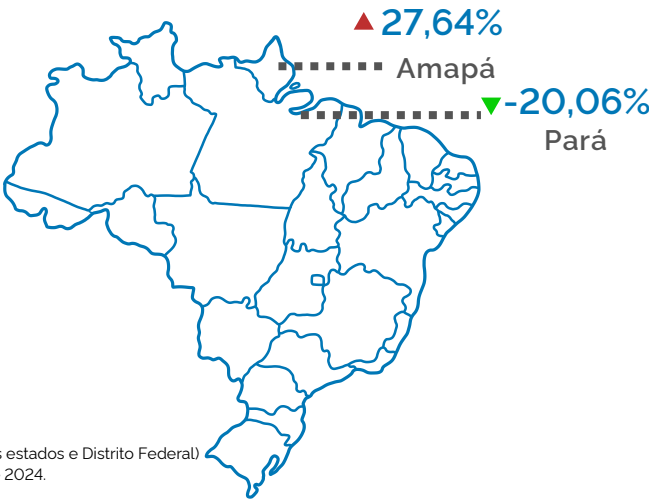 ▲ 27,64%
Amapá
▼-20,06%
Pará
estados e Distrito Federal)
2024.